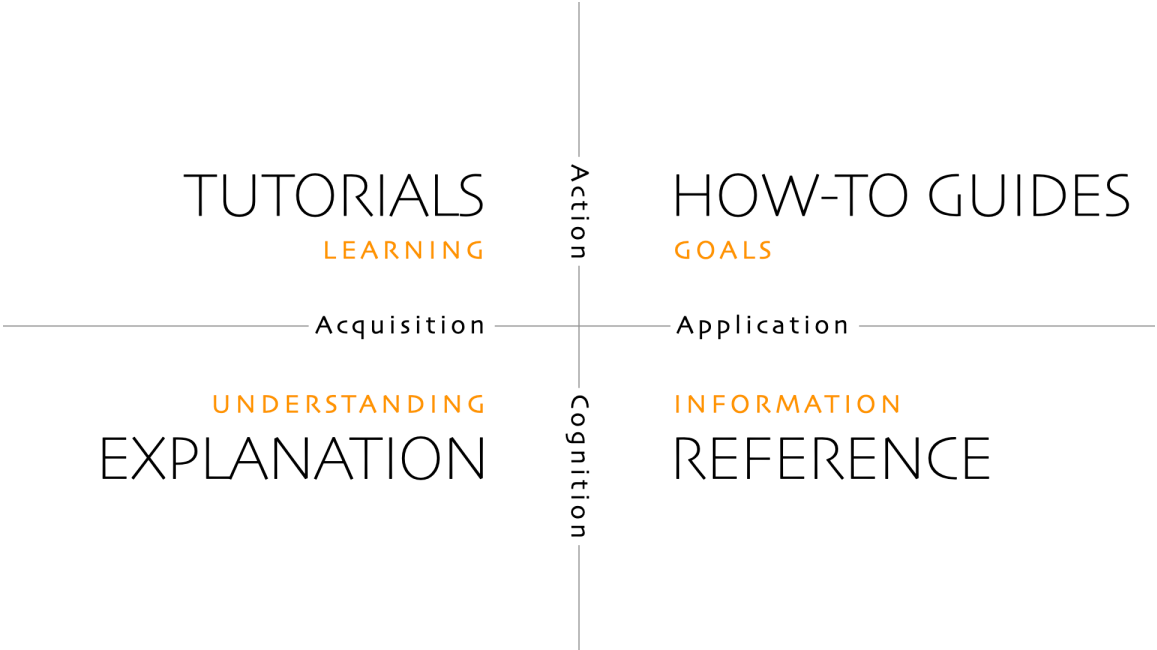 TUTORIALS
LEARNING
Action
HOW-TO GUIDES
GOALS
Acquisition
Application
UNDERSTANDING
EXPLANATION
Cognition
INFORMATION
REFERENCE